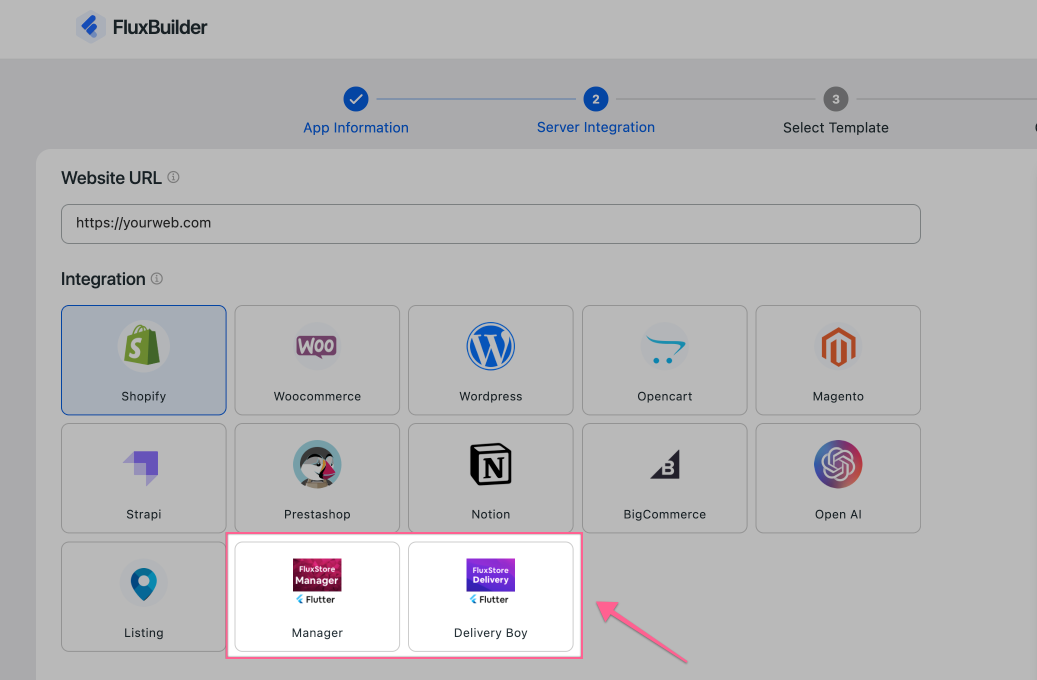 FluxBuilder
2
3
App Information
Server Integration
Select Template
Website URL
https://yourweb.com
Integration
S
WOO
Shopify
Woocommerce
Wordpress
Opencart
Magento
N
B
Strapi
Prestashop
Notion
BigCommerce
Open AI
FluxStore
Manager
Flutter
FluxStore
Delivery
Flutter
Listing
Manager
Delivery Boy